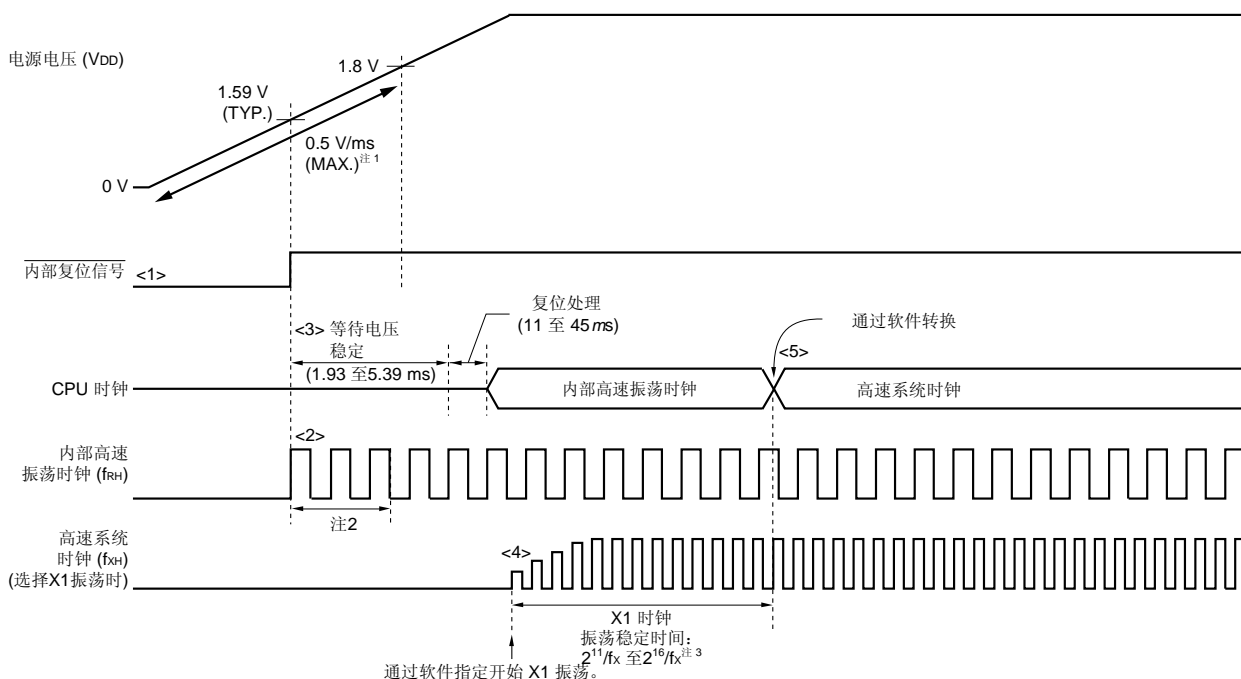 电源电压 (VDD)
1.8 V
1.59 V
(TYP.)
0.5 V/ms
(MAX.)注 1
0 V
内部复位信号 <1>
<3> 等待电压
稳定
(1.93 至5.39 ms)
复位处理
(11 至 45 ms)
通过软件转换
<5>
CPU 时钟
内部高速振荡时钟
高速系统时钟
内部高速
振荡时钟 (fRH)
<2>
注2
高速系统
时钟 (fXH)
(选择X1振荡时)
<4>
X1 时钟
振荡稳定时间：
2^11/fX 至2^16/fX 注 3
通过软件指定开始 X1 振荡。